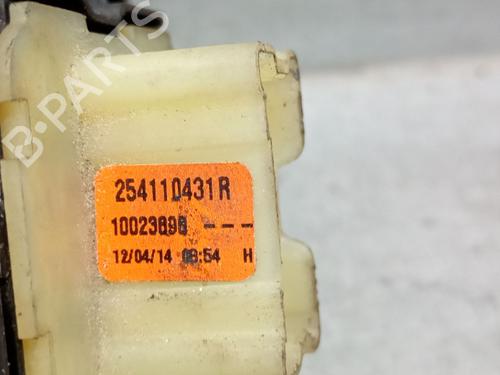 B-PARTS
254110431R
10023698 ---
12/04/14 08:54 H